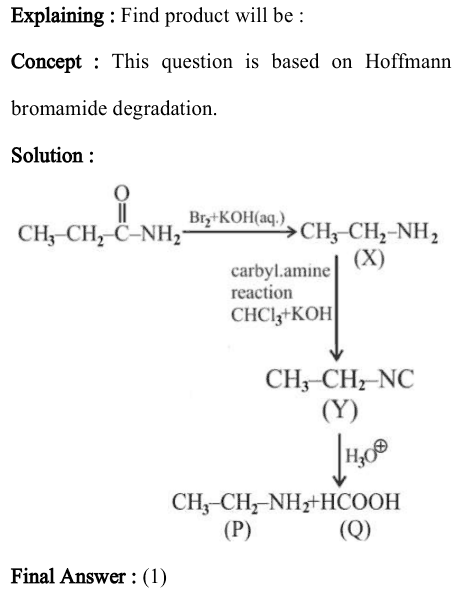 Explaining : Find product will be :
Concept : This question is based on Hoffmann
bromamide degradation.
Solution :
O
CH₃–CH₂–C–NH₂ Br₂+KOH(aq.) CH₃–CH₂–NH₂
(X)
carbyl.amine
reaction
CHCl₃+KOH
CH₃–CH₂–NC
(Y)
H₃O⊕
CH₃–CH₂–NH₂+HCOOH
(P) (Q)
Final Answer : (1)